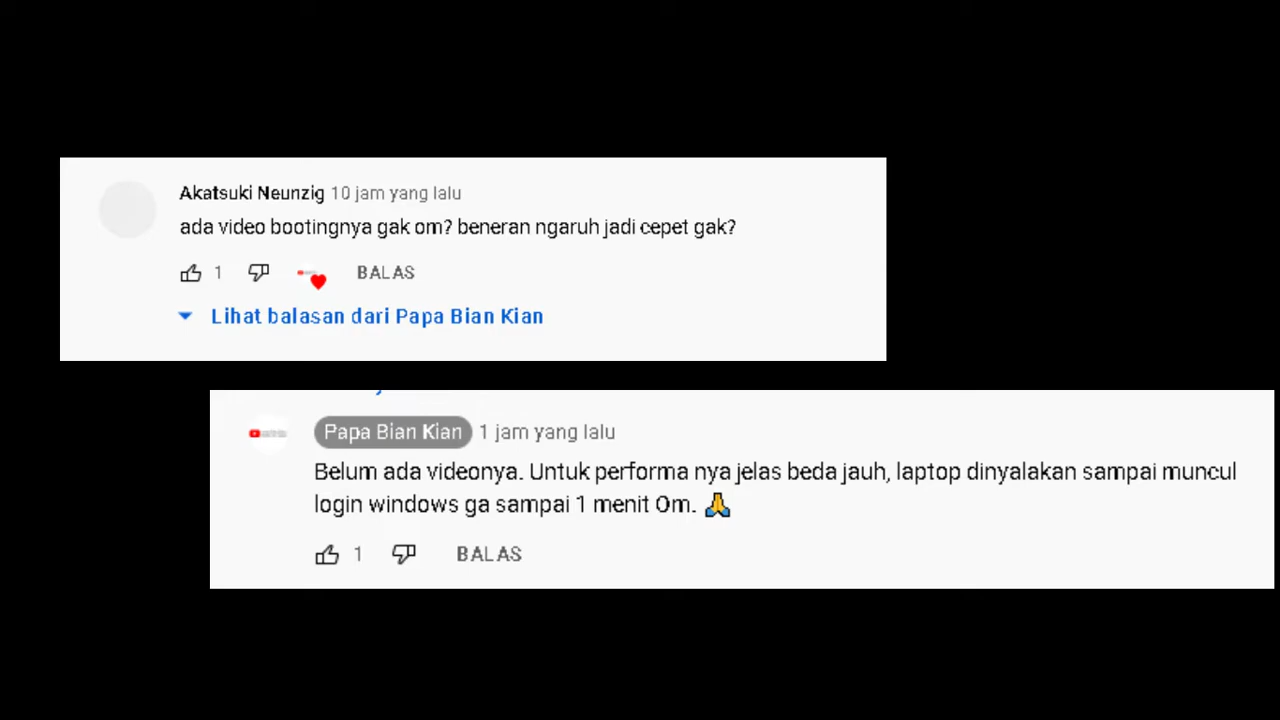 Akatsuki Neunzig 10 jam yang lalu
ada video bootingnya gak om? beneran ngaruh jadi cepet gak?
1 BALAS
Lihat balasan dari Papa Bian Kian
Papa Bian Kian 1 jam yang lalu
Belum ada videonya. Untuk performa nya jelas beda jauh, laptop dinyalakan sampai muncul
login windows ga sampai 1 menit Om. 🙏
1 BALAS